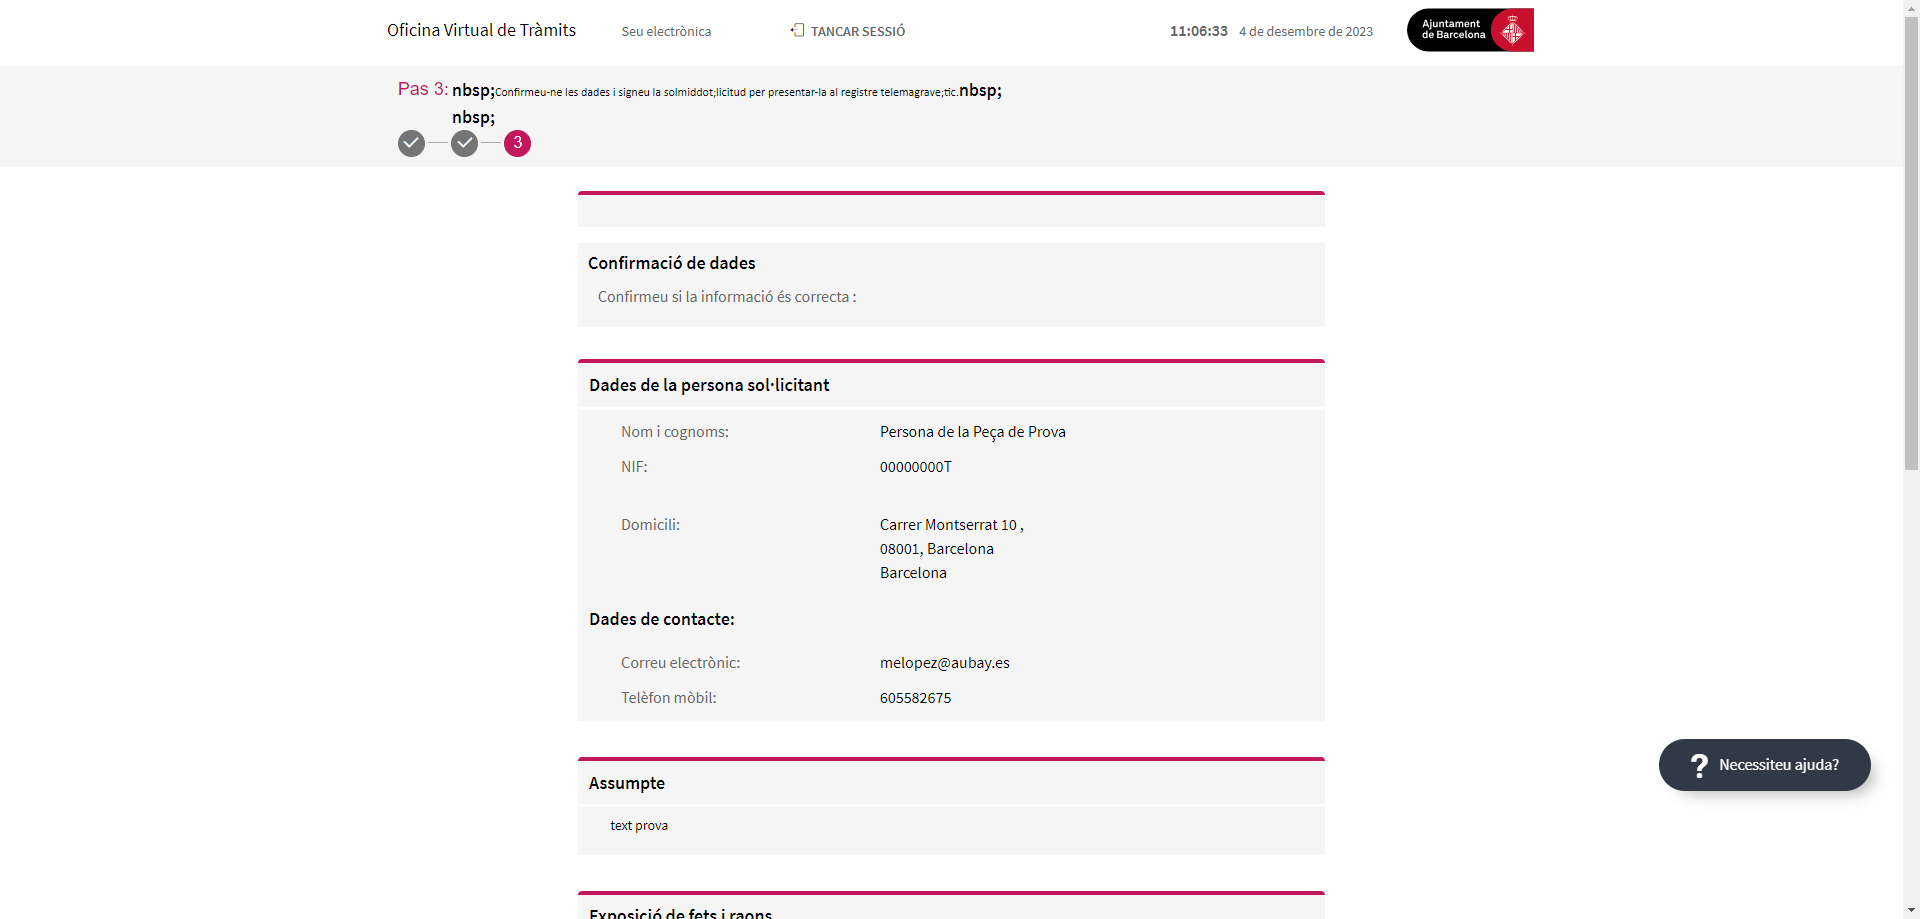 Oficina Virtual de Tràmits
Seu electrònica
TANCAR SESSIÓ
11:06:33 4 de desembre de 2023
Ajuntament
de Barcelona
Pas 3: nbsp;Confirmeu-ne les dades i signeu la solmiddot;licitud per presentar-la al registre telemagrave;tic.nbsp;
nbsp;
3
Confirmació de dades
Confirmeu si la informació és correcta :
Dades de la persona sol·licitant
Nom i cognoms: Persona de la Peça de Prova
NIF: 00000000T
Domicili: Carrer Montserrat 10 ,
08001, Barcelona
Barcelona
Dades de contacte:
Correu electrònic: melopez@aubay.es
Telèfon mòbil: 605582675
? Necessiteu ajuda?
Assumpte
text prova
Exposició de fets i raons